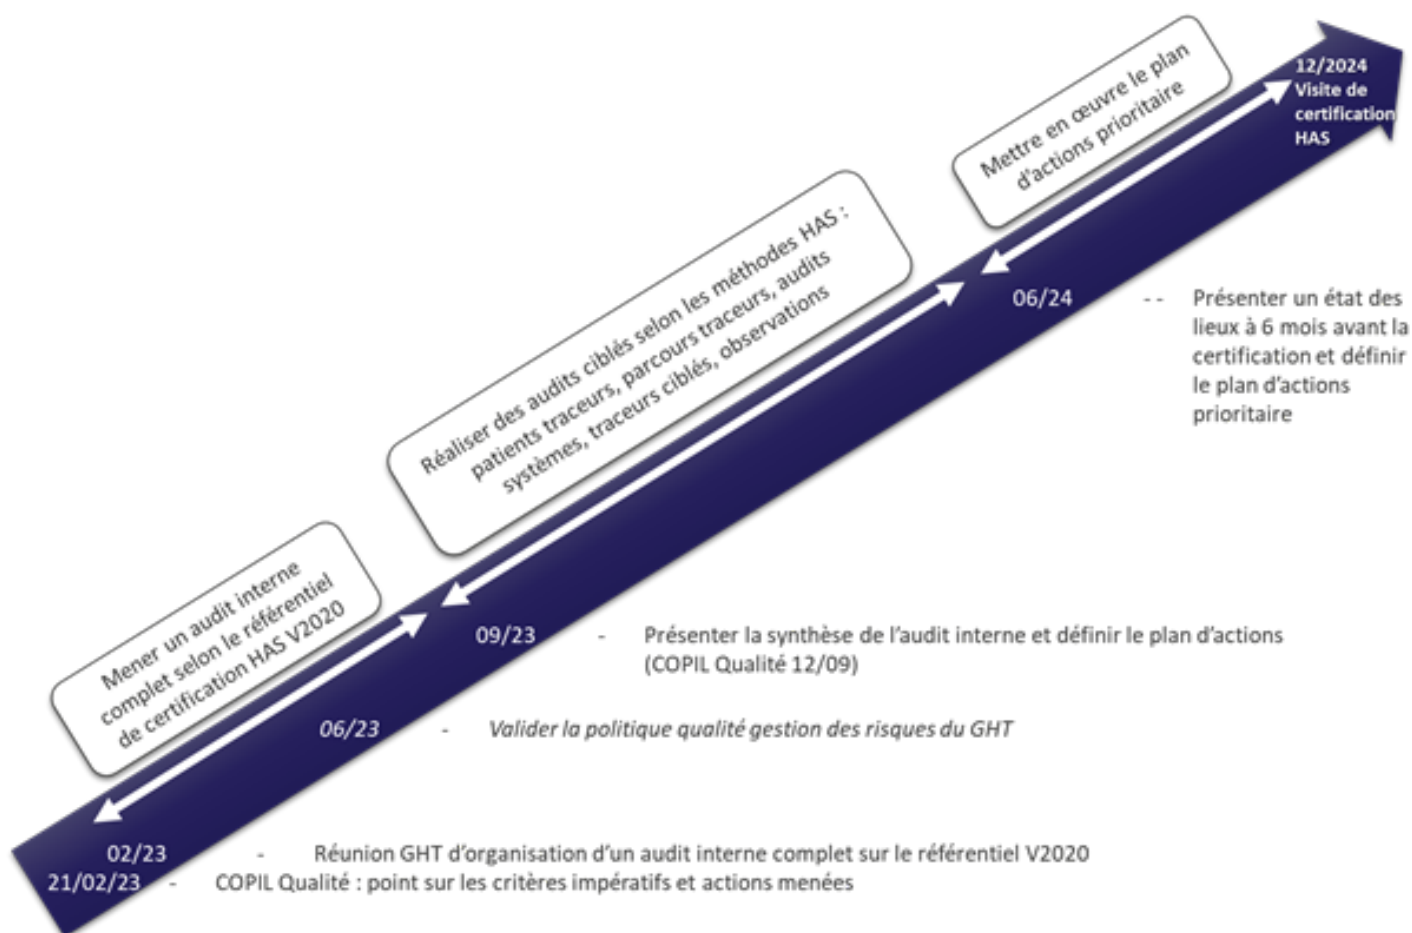 12/2024
Visite de
certification
HAS
Mettre en œuvre le plan
d'actions prioritaire
Réaliser des audits ciblés selon les méthodes HAS :
patients traceurs, parcours traceurs, audits
systèmes, traceurs ciblés, observations
06/24 - - Présenter un état des
lieux à 6 mois avant la
certification et définir
le plan d'actions
prioritaire
Mener un audit interne
complet selon le référentiel
de certification HAS V2020
09/23 - Présenter la synthèse de l'audit interne et définir le plan d'actions
(COPIL Qualité 12/09)
06/23 - Valider la politique qualité gestion des risques du GHT
02/23 - Réunion GHT d'organisation d'un audit interne complet sur le référentiel V2020
21/02/23 - COPIL Qualité : point sur les critères impératifs et actions menées